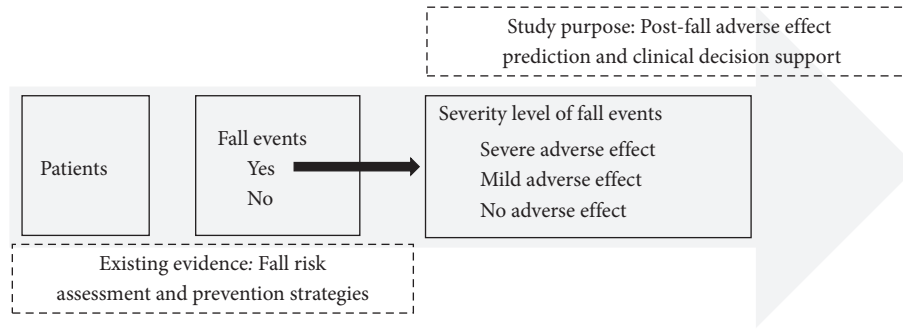 Study purpose: Post-fall adverse effect
prediction and clinical decision support
Patients
Fall events
Yes
No
Severity level of fall events
Severe adverse effect
Mild adverse effect
No adverse effect
Existing evidence: Fall risk
assessment and prevention strategies